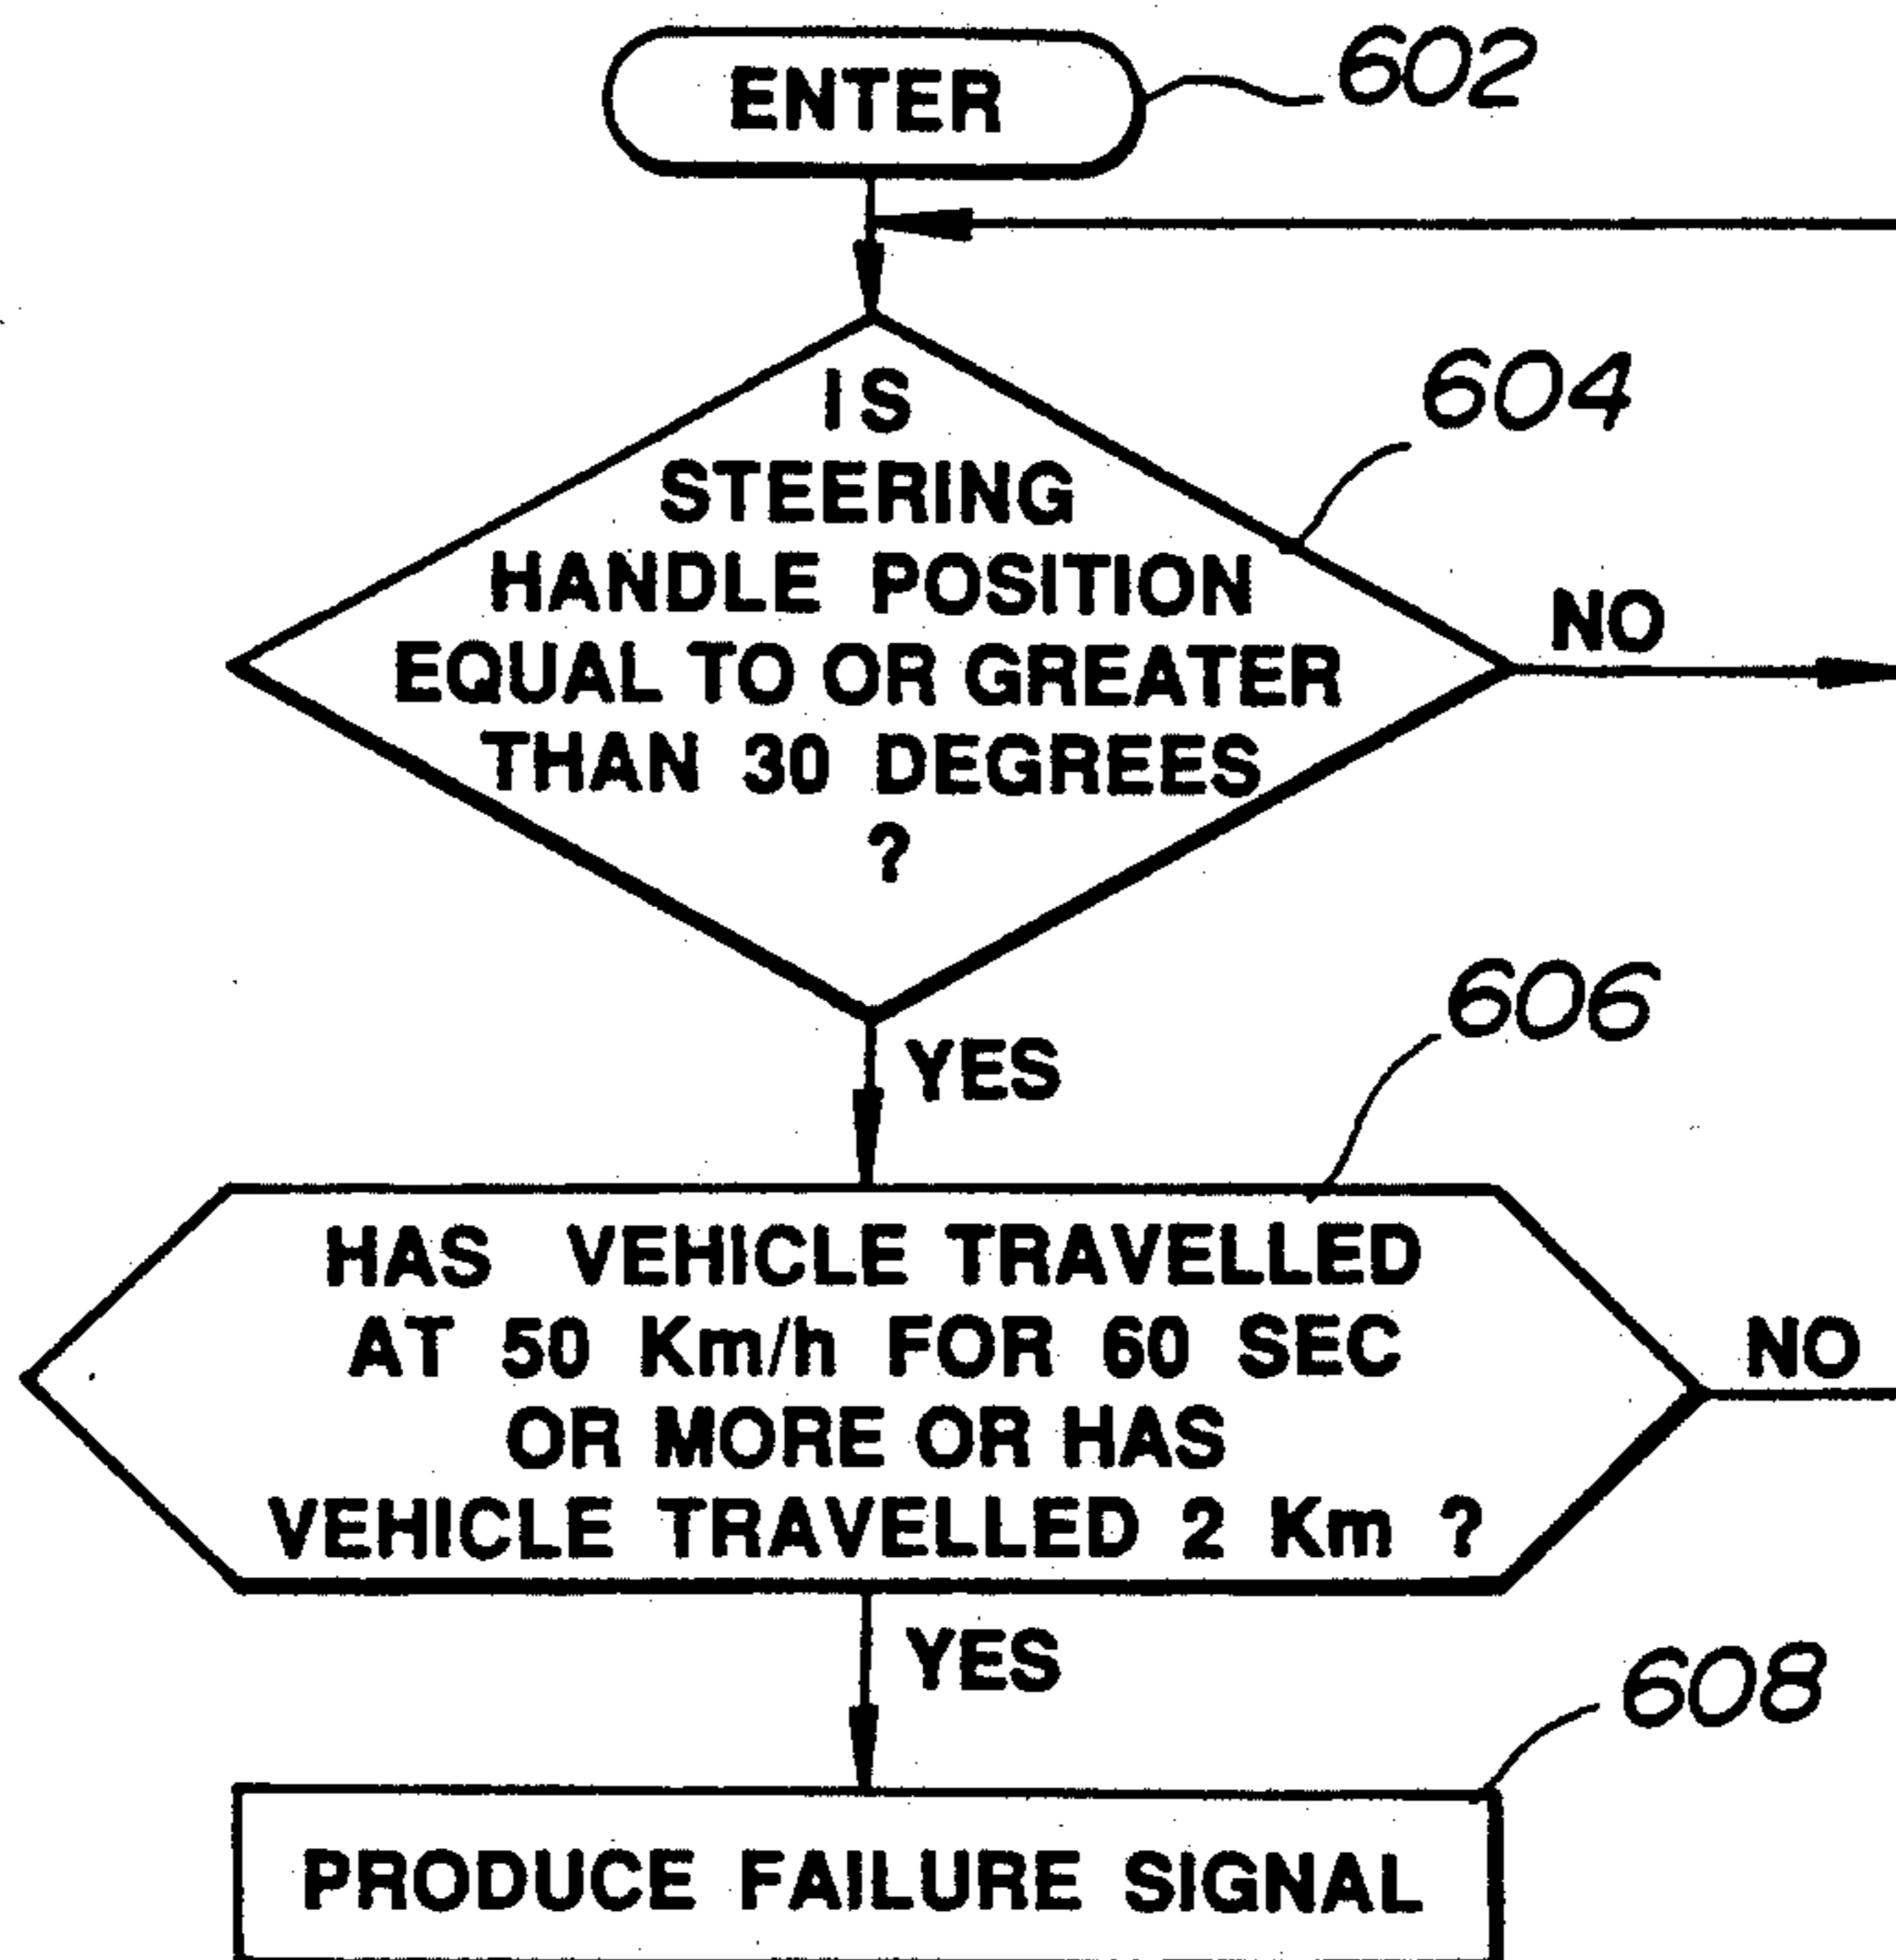 ENTER
602
IS
STEERING
HANDLE POSITION
EQUAL TO OR GREATER
THAN 30 DEGREES
?
604
NO
YES
606
HAS VEHICLE TRAVELLED
AT 50 Km/h FOR 60 SEC
OR MORE OR HAS
VEHICLE TRAVELLED 2 Km ?
NO
YES
608
PRODUCE FAILURE SIGNAL